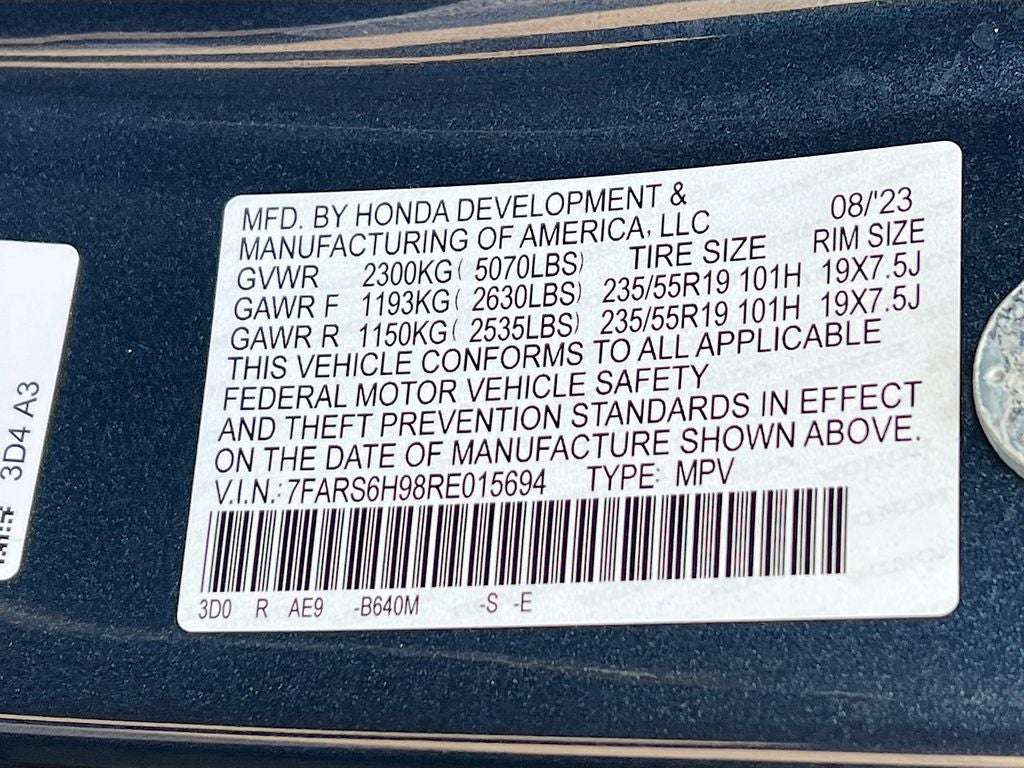 MFD. BY HONDA DEVELOPMENT &
MANUFACTURING OF AMERICA, LLC 08/'23
GVWR 2300KG( 5070LBS) TIRE SIZE RIM SIZE
GAWR F 1193KG( 2630LBS) 235/55R19 101H 19X7.5J
GAWR R 1150KG( 2535LBS) 235/55R19 101H 19X7.5J
THIS VEHICLE CONFORMS TO ALL APPLICABLE
FEDERAL MOTOR VEHICLE SAFETY
AND THEFT PREVENTION STANDARDS IN EFFECT
ON THE DATE OF MANUFACTURE SHOWN ABOVE.
V.I.N.: 7FARS6H98RE015694 TYPE: MPV
3D0 R AE9 -B640M -S -E
3D4 A3